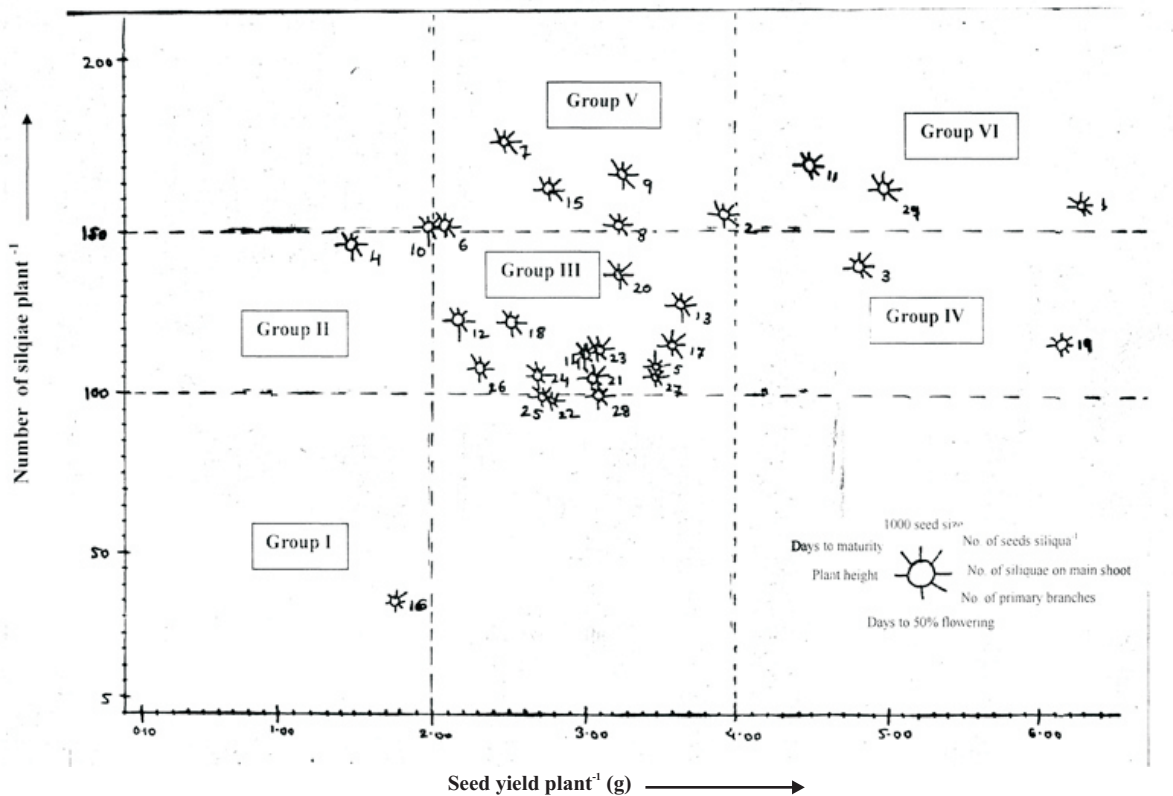 200
Group V
Group VI
7
9
11
15
29
1
2
8
150
10
6
4
Group III
3
20
13
Group IV
Group II
12
18
17
19
14
23
5
26
24
21
27
100
25
22
28
Number of silqiae plant⁻¹
1000 seed size
Days to maturity
No. of seeds siliqua⁻¹
Plant height
No. of siliquae on main shoot
No. of primary branches
Days to 50% flowering
Group I
50
16
5
0.10
1.00
2.00
3.00
4.00
5.00
6.00
Seed yield plant⁻¹ (g)